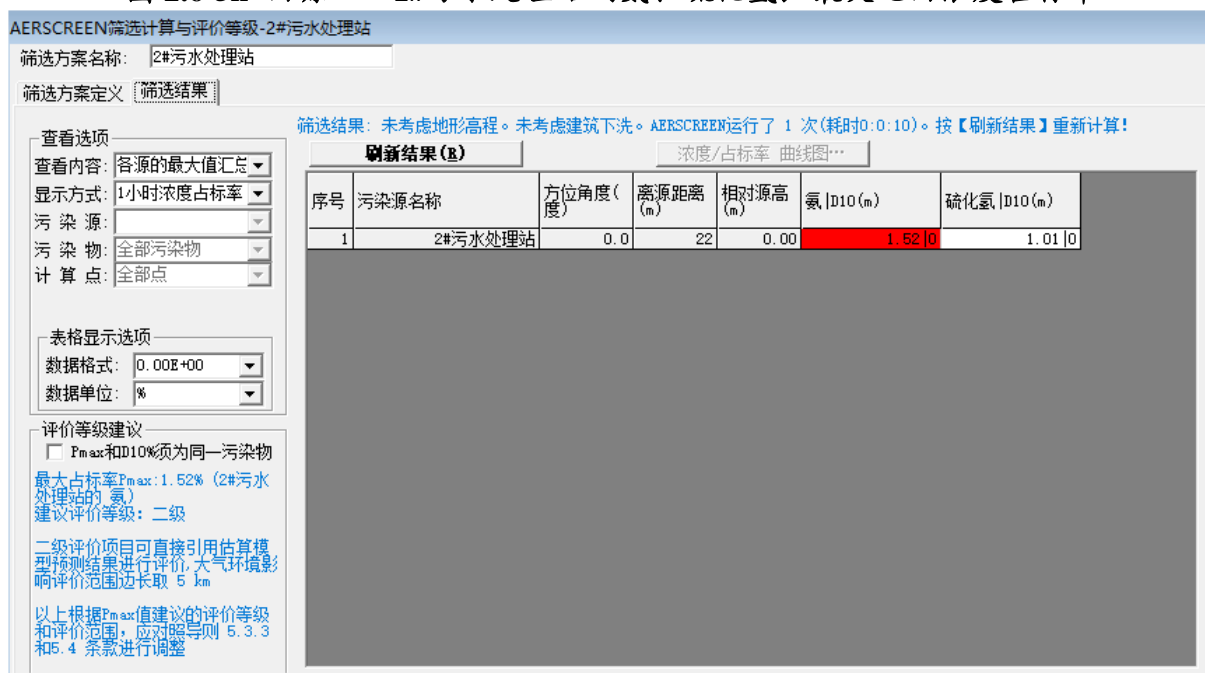 AERSCREEN筛选计算与评价等级-2#污水处理站
筛选方案名称: 2#污水处理站
筛选方案定义 筛选结果
筛选结果: 未考虑地形高程。未考虑建筑下洗。AERSCREEN运行了 1 次(耗时0:0:10)。按【刷新结果】重新计算!
刷新结果(R) 浓度/占标率 曲线图…
查看选项
查看内容: 各源的最大值汇总
显示方式: 1小时浓度占标率
污 染 源:
污 染 物: 全部污染物
计 算 点: 全部点
序号 污染源名称 方位角度(度) 离源距离(m) 相对源高(m) 氨|D10(m) 硫化氢|D10(m)
1 2#污水处理站 0.0 22 0.00 1.52|0 1.01|0
表格显示选项
数据格式: 0.00E+00
数据单位: %
评价等级建议
Pmax和D10%须为同一污染物
最大占标率Pmax:1.52% (2#污水
处理站的 氨)
建议评价等级: 二级
二级评价项目可直接引用估算模
型预测结果进行评价,大气环境影
响评价范围边长取 5 km
以上根据Pmax值建议的评价等级
和评价范围,应对照导则 5.3.3
和5.4 条款进行调整